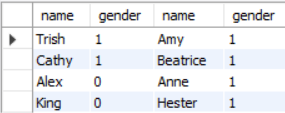 name gender name gender
Trish 1 Amy 1
Cathy 1 Beatrice 1
Alex 0 Anne 1
King 0 Hester 1